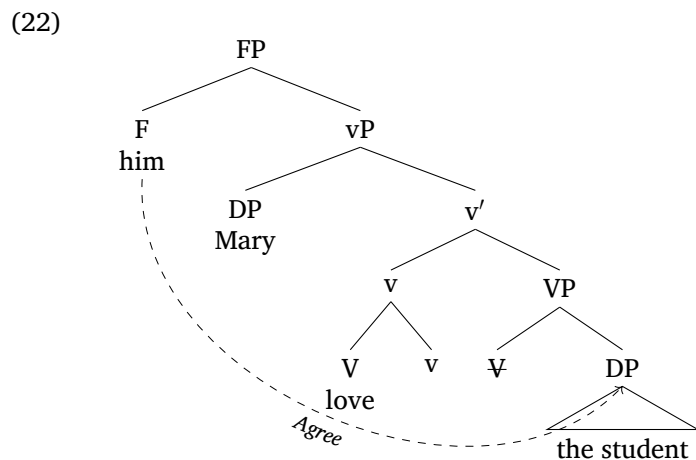 (22)
FP
F vP
him
DP v′
Mary
v VP
V v V DP
love
Agree
the student